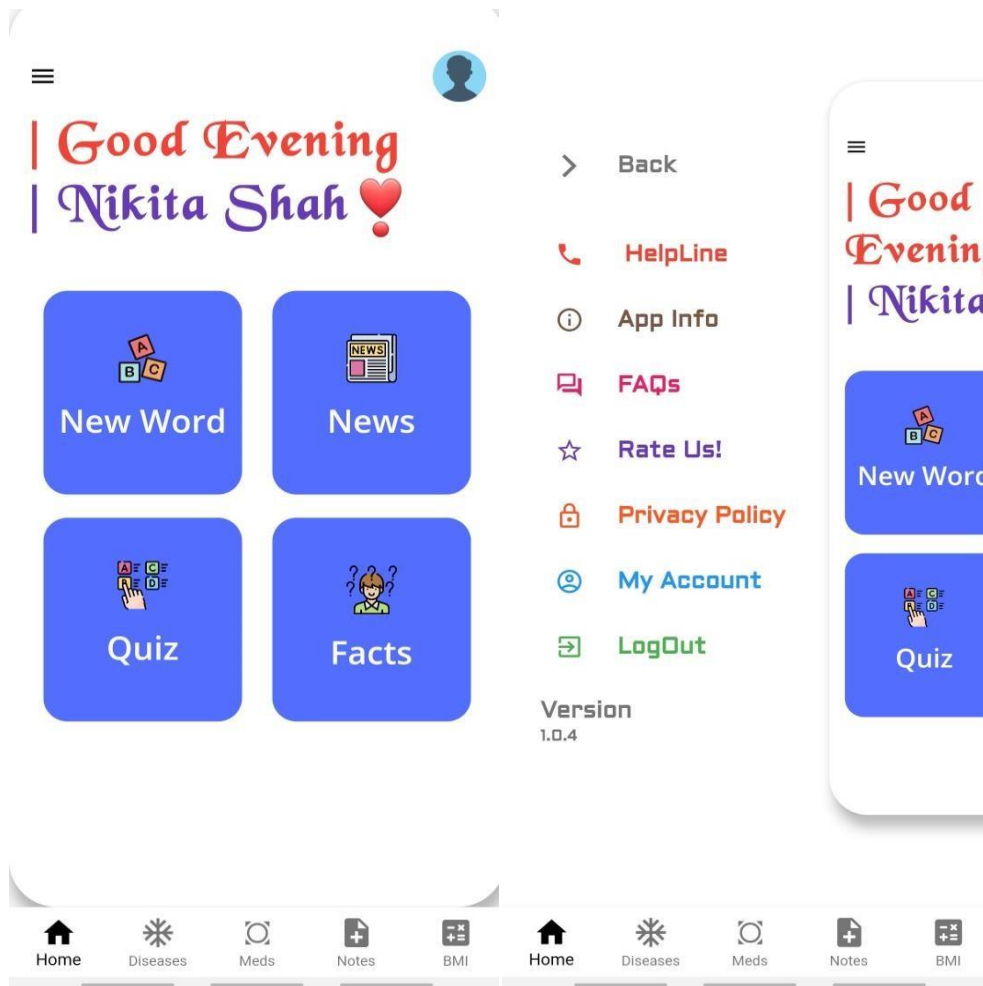 | Good Evening
| Nikita Shah
A
B C
New Word
NEWS
News
A C
B D
Quiz
? ? ? ? ?
Facts
Home Diseases Meds Notes BMI
Back
HelpLine
App Info
FAQs
Rate Us!
Privacy Policy
My Account
LogOut
Version
1.0.4
| Good
Evenin
| Nikita
A
B C
New Word
A C
B D
Quiz
Home Diseases Meds Notes BMI